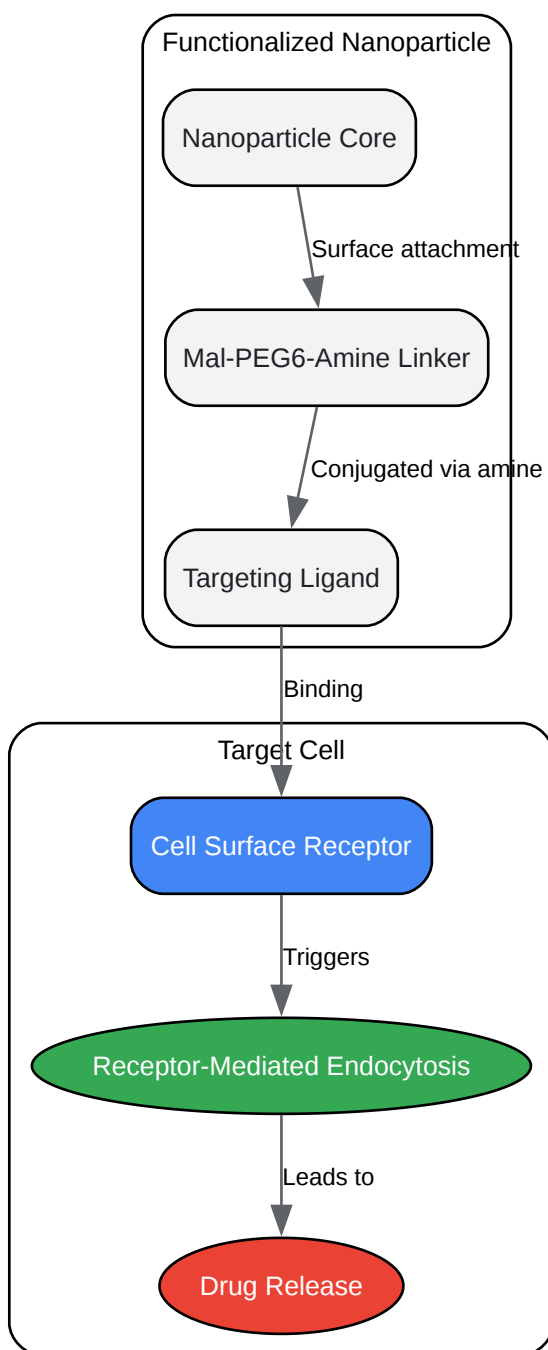 Functionalized Nanoparticle
Nanoparticle Core
Surface attachment
Mal-PEG6-Amine Linker
Conjugated via amine
Targeting Ligand
Binding
Target Cell
Cell Surface Receptor
Triggers
Receptor-Mediated Endocytosis
Leads to
Drug Release